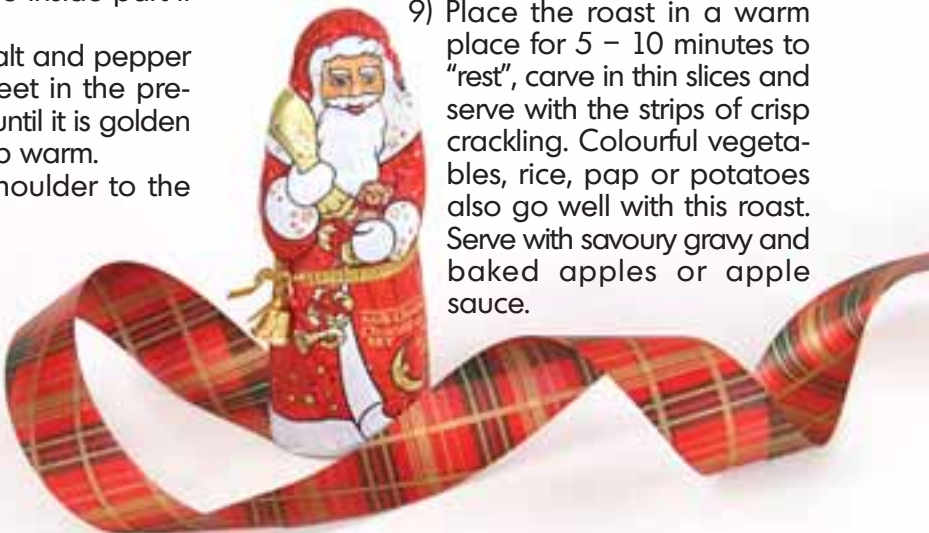 alt and pepper
eet in the pre-
until it is golden
warm.
houlder to the
9) Place the roast in a warm
place for 5 – 10 minutes to
“rest”, carve in thin slices and
serve with the strips of crisp
crackling. Colourful vegeta-
bles, rice, pap or potatoes
also go well with this roast.
Serve with savoury gravy and
baked apples or apple
sauce.